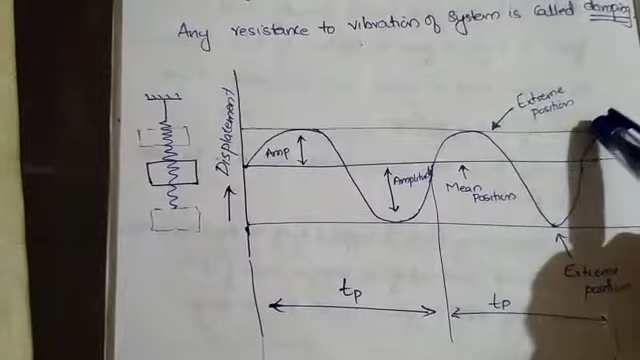 Any resistance to vibration of system is called damping
Extreme
position
Displacement
Amp
Amplitude
Mean
Position
Extreme
position
tp
tp